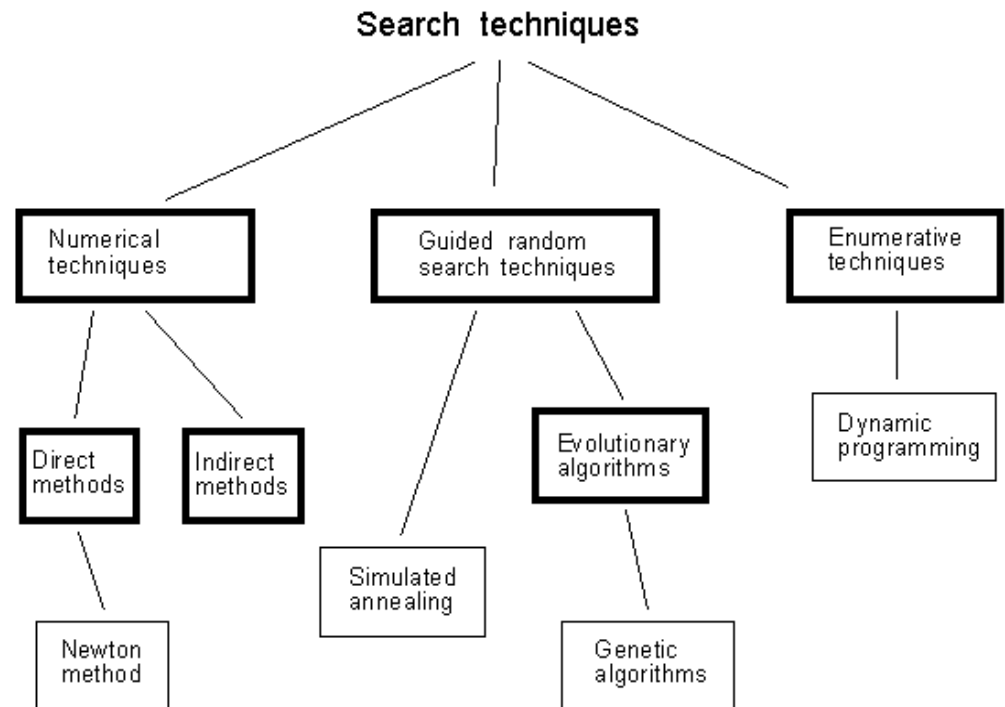 Search techniques
Numerical
techniques
Guided random
search techniques
Enumerative
techniques
Direct
methods
Indirect
methods
Evolutionary
algorithms
Dynamic
programming
Simulated
annealing
Newton
method
Genetic
algorithms